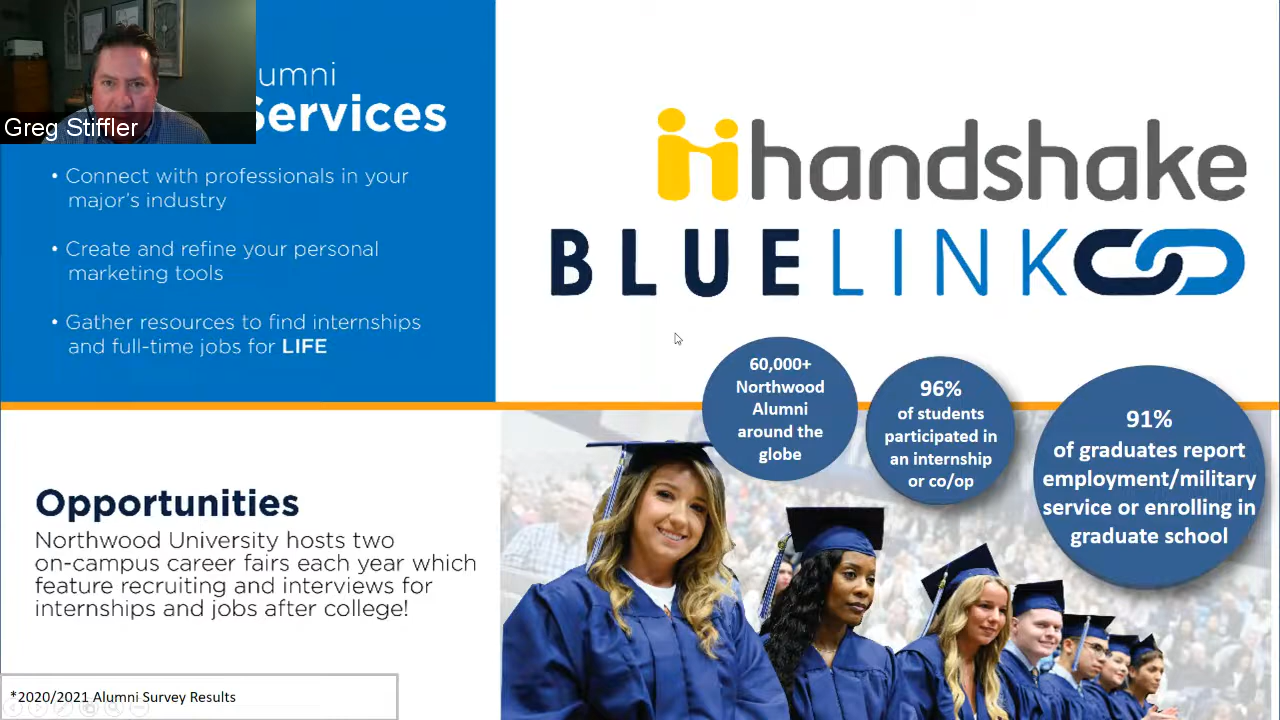 Greg Stiffler
umni
Services
• Connect with professionals in your
major's industry
• Create and refine your personal
marketing tools
• Gather resources to find internships
and full-time jobs for LIFE
handshake
BLUELINK
60,000+
Northwood
Alumni
around the
globe
96%
of students
participated in
an internship
or co/op
91%
of graduates report
employment/military
service or enrolling in
graduate school
Opportunities
Northwood University hosts two
on-campus career fairs each year which
feature recruiting and interviews for
internships and jobs after college!
*2020/2021 Alumni Survey Results